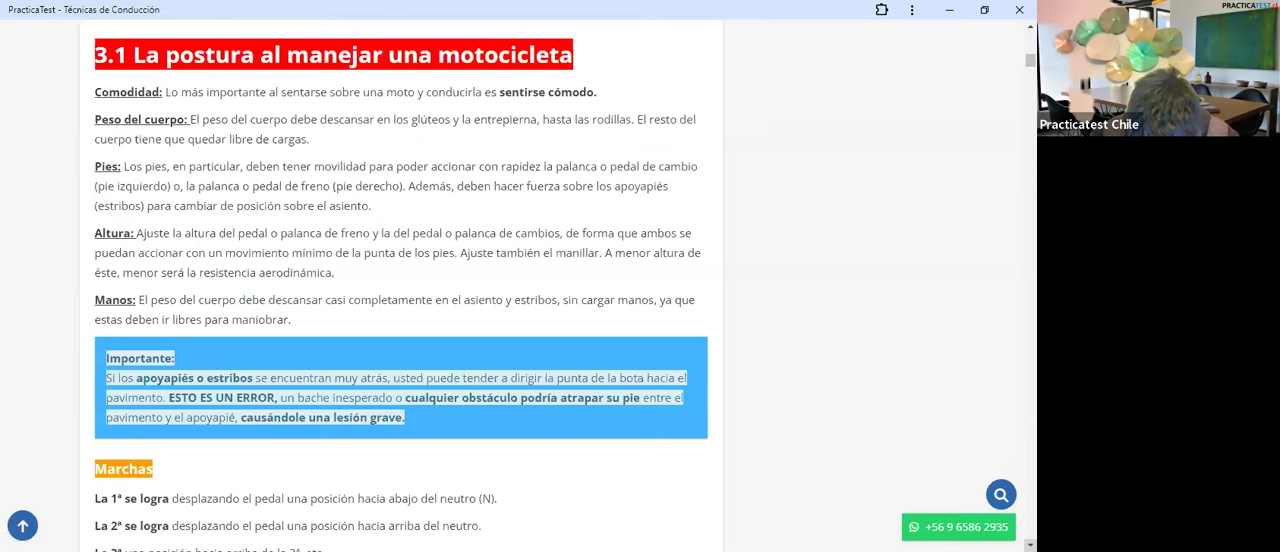 PracticaTest - Técnicas de Conducción
PRACTICATEST.cl
Practicatest Chile
3.1 La postura al manejar una motocicleta
Comodidad: Lo más importante al sentarse sobre una moto y conducirla es sentirse cómodo.
Peso del cuerpo: El peso del cuerpo debe descansar en los glúteos y la entrepierna, hasta las rodillas. El resto del
cuerpo tiene que quedar libre de cargas.
Pies: Los pies, en particular, deben tener movilidad para poder accionar con rapidez la palanca o pedal de cambio
(pie izquierdo) o, la palanca o pedal de freno (pie derecho). Además, deben hacer fuerza sobre los apoyapiés
(estribos) para cambiar de posición sobre el asiento.
Altura: Ajuste la altura del pedal o palanca de freno y la del pedal o palanca de cambios, de forma que ambos se
puedan accionar con un movimiento mínimo de la punta de los pies. Ajuste también el manillar. A menor altura de
éste, menor será la resistencia aerodinámica.
Manos: El peso del cuerpo debe descansar casi completamente en el asiento y estribos, sin cargar manos, ya que
estas deben ir libres para maniobrar.
Importante:
Si los apoyapiés o estribos se encuentran muy atrás, usted puede tender a dirigir la punta de la bota hacia el
pavimento. ESTO ES UN ERROR, un bache inesperado o cualquier obstáculo podría atrapar su pie entre el
pavimento y el apoyapié, causándole una lesión grave.
Marchas
La 1ª se logra desplazando el pedal una posición hacia abajo del neutro (N).
La 2ª se logra desplazando el pedal una posición hacia arriba del neutro.
La 3ª una posición hacia arriba de la 2ª, etc.
+56 9 6586 2935